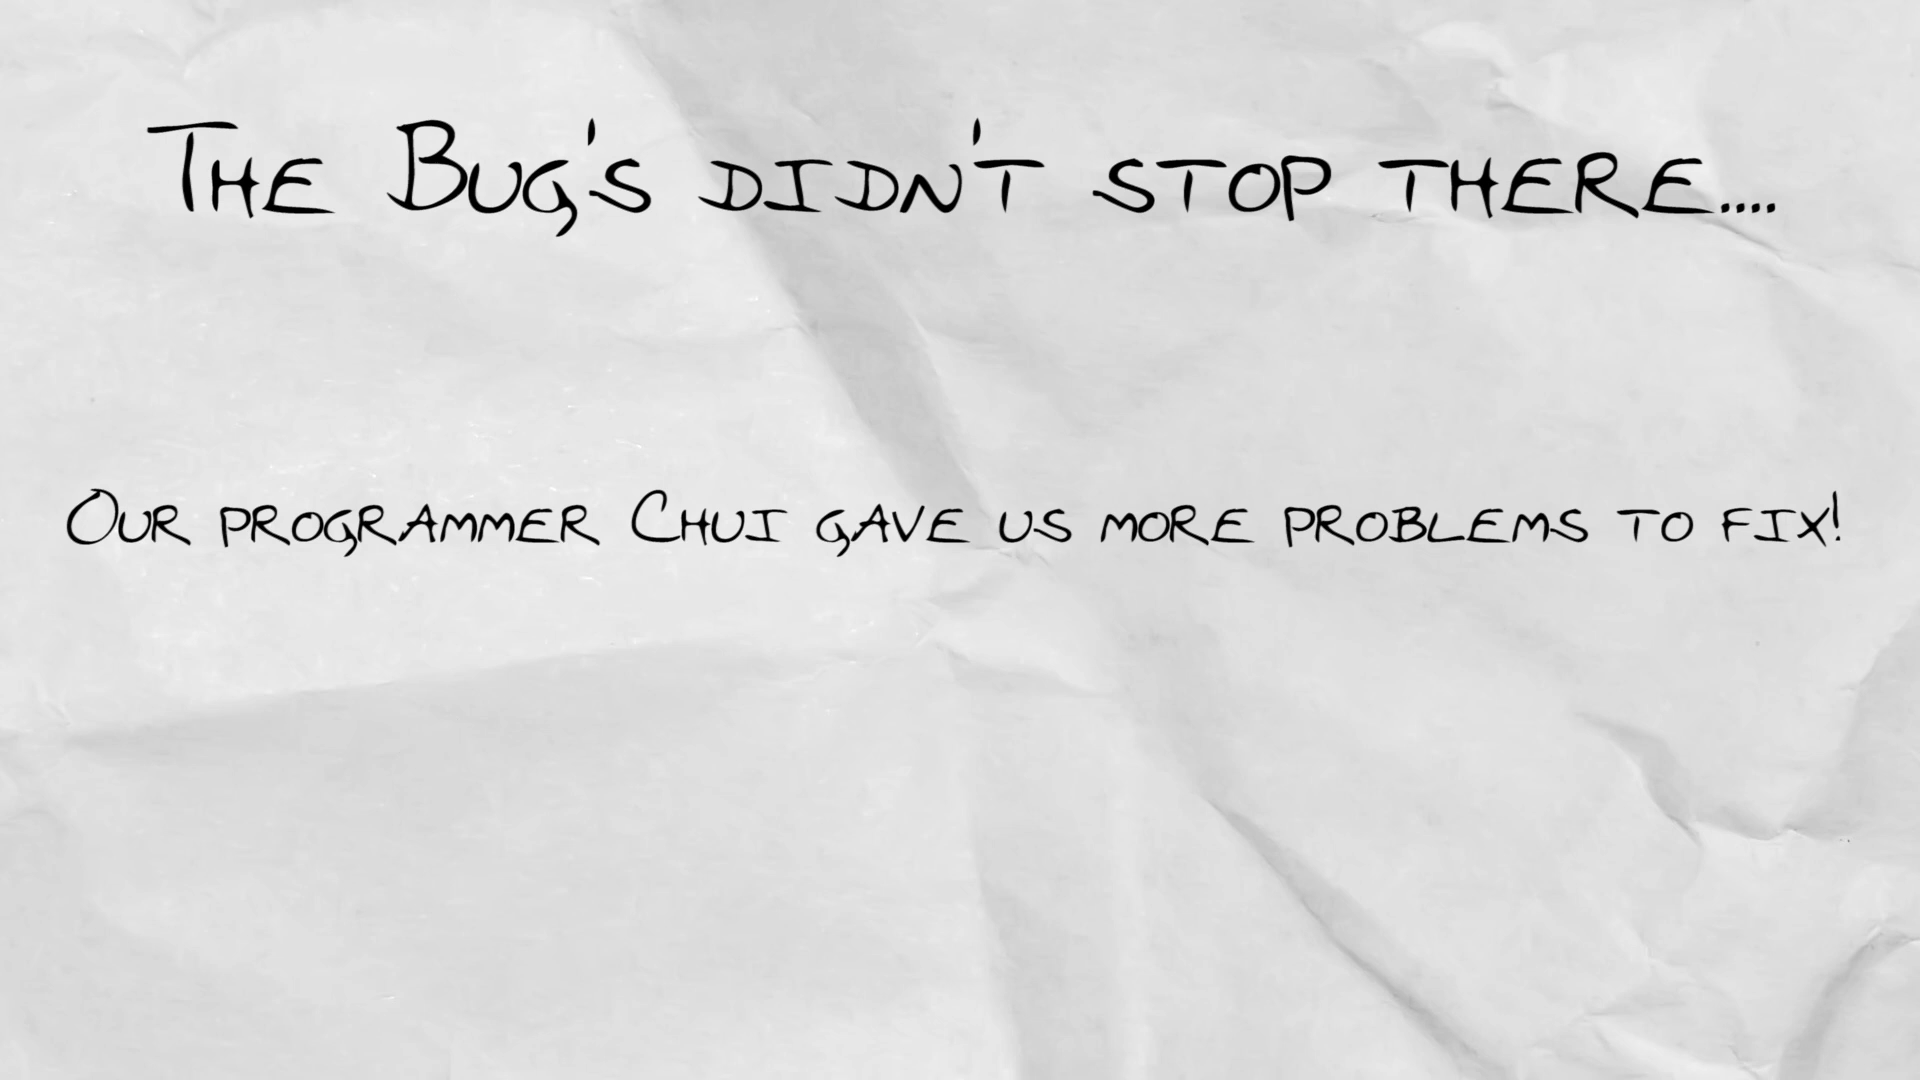 The Bug's didn't stop there....
Our programmer Chui gave us more problems to fix!